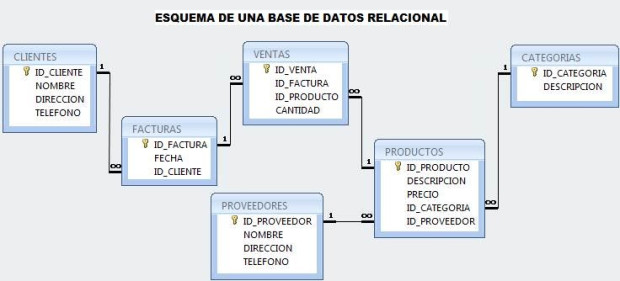 ESQUEMA DE UNA BASE DE DATOS RELACIONAL
CLIENTES
ID_CLIENTE
NOMBRE
DIRECCION
TELEFONO
1
∞
FACTURAS
ID_FACTURA
FECHA
ID_CLIENTE
1
∞
VENTAS
ID_VENTA
ID_FACTURA
ID_PRODUCTO
CANTIDAD
∞
1
PROVEEDORES
ID_PROVEEDOR
NOMBRE
DIRECCION
TELEFONO
1
∞
PRODUCTOS
ID_PRODUCTO
DESCRIPCION
PRECIO
ID_CATEGORIA
ID_PROVEEDOR
∞
1
CATEGORIAS
ID_CATEGORIA
DESCRIPCION